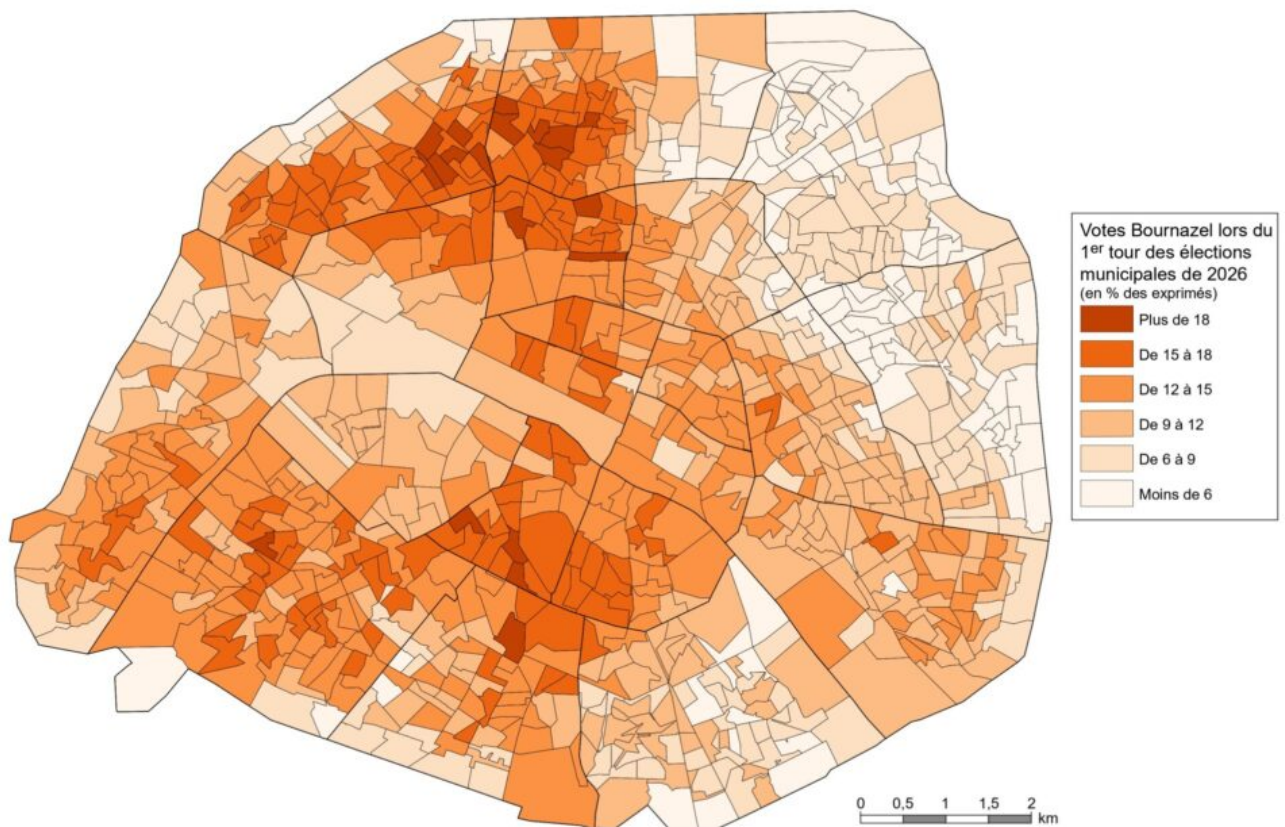 Votes Bournazel lors du
1er tour des élections
municipales de 2026
(en % des exprimés)
Plus de 18
De 15 à 18
De 12 à 15
De 9 à 12
De 6 à 9
Moins de 6
0 0,5 1 1,5 2
km